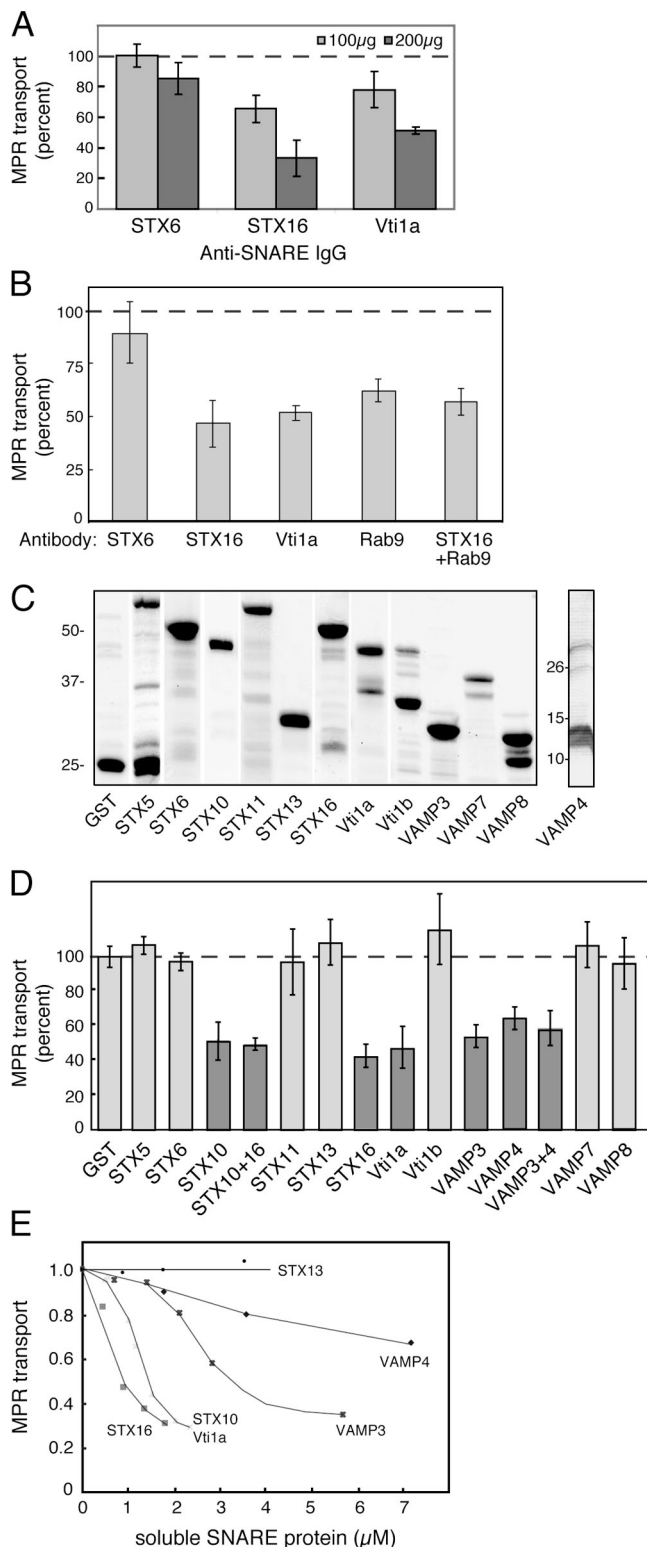 A
100µg 200µg
MPR transport
(percent)
100
80
60
40
20
0
STX6 STX16 Vti1a
Anti-SNARE IgG
B
MPR transport
(percent)
100
75
50
25
0
Antibody: STX6 STX16 Vti1a Rab9 STX16
+Rab9
C
50-
37-
25-
26-
15-
10-
GST STX5 STX6 STX10 STX11 STX13 STX16 Vti1a Vti1b VAMP3 VAMP7 VAMP8 VAMP4
D
MPR transport
(percent)
100
80
60
40
20
0
GST STX5 STX6 STX10 STX10+16 STX11 STX13 STX16 Vti1a Vti1b VAMP3 VAMP4 VAMP3+4 VAMP7 VAMP8
E
MPR transport
1.0
0.8
0.6
0.4
0.2
0
STX13
VAMP4
STX16
STX10
Vti1a
VAMP3
0 1 2 3 4 5 6 7
soluble SNARE protein (µM)